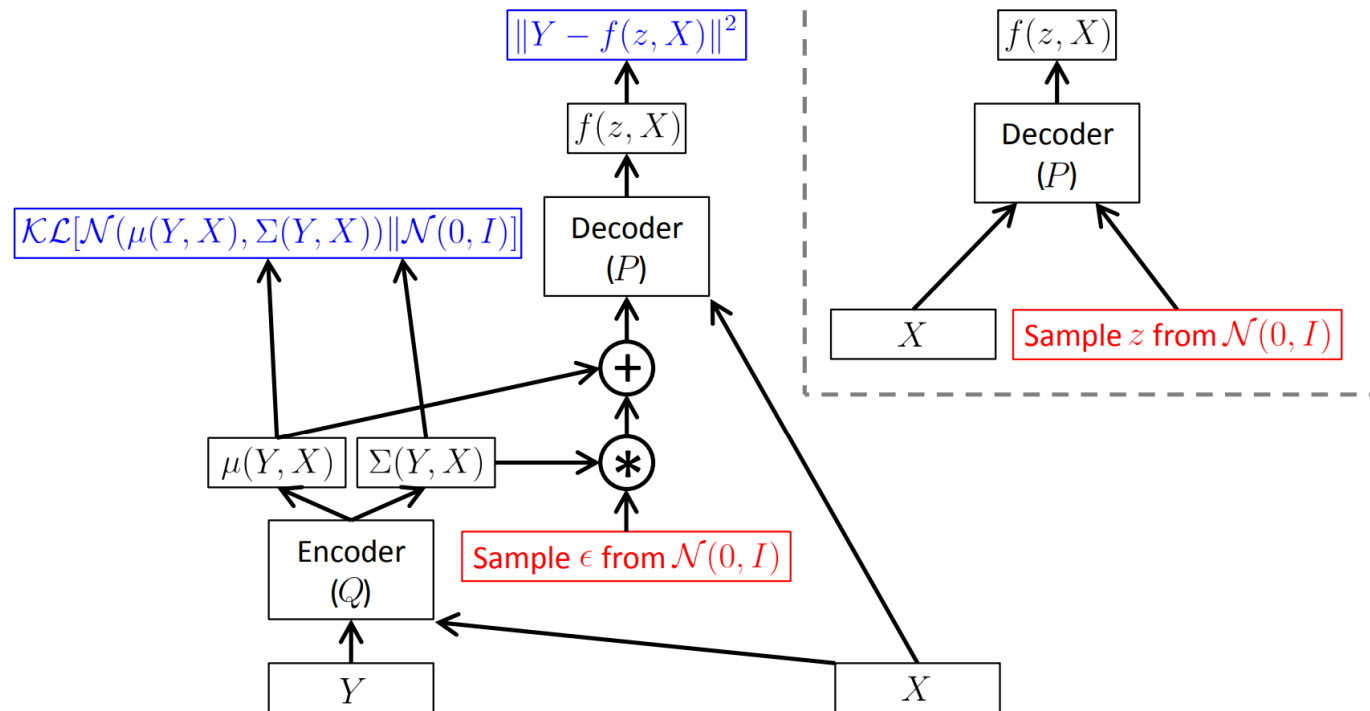 ‖Y − f(z, X)‖²
f(z, X)
Decoder
(P)
𝒦ℒ[𝒩(μ(Y, X), Σ(Y, X))‖𝒩(0, I)]
+
μ(Y, X)
Σ(Y, X)
*
Encoder
(Q)
Sample ϵ from 𝒩(0, I)
Y
X
f(z, X)
Decoder
(P)
X
Sample z from 𝒩(0, I)